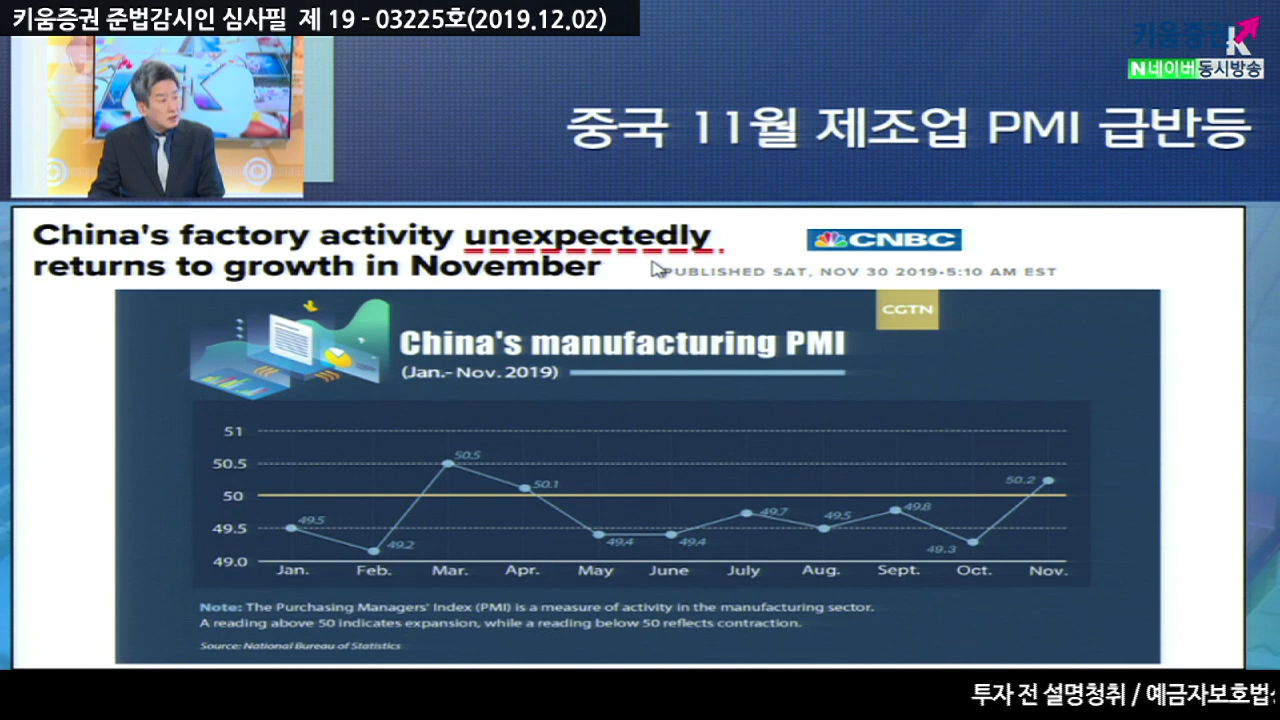 키움증권 준법감시인 심사필 제 19 - 03225호(2019.12.02)
키움증권
N 네이버 동시방송
중국 11월 제조업 PMI 급반등
China's factory activity unexpectedly
returns to growth in November
CNBC
PUBLISHED SAT, NOV 30 2019•5:10 AM EST
CGTN
China's manufacturing PMI
(Jan.- Nov. 2019)
51
50.5
50
49.5
49.0
49.5
49.2
50.5
50.1
49.4
49.4
49.7
49.5
49.8
49.3
50.2
Jan. Feb. Mar. Apr. May June July Aug. Sept. Oct. Nov.
Note: The Purchasing Managers' Index (PMI) is a measure of activity in the manufacturing sector.
A reading above 50 indicates expansion, while a reading below 50 reflects contraction.
Source: National Bureau of Statistics
투자 전 설명청취 / 예금자보호법